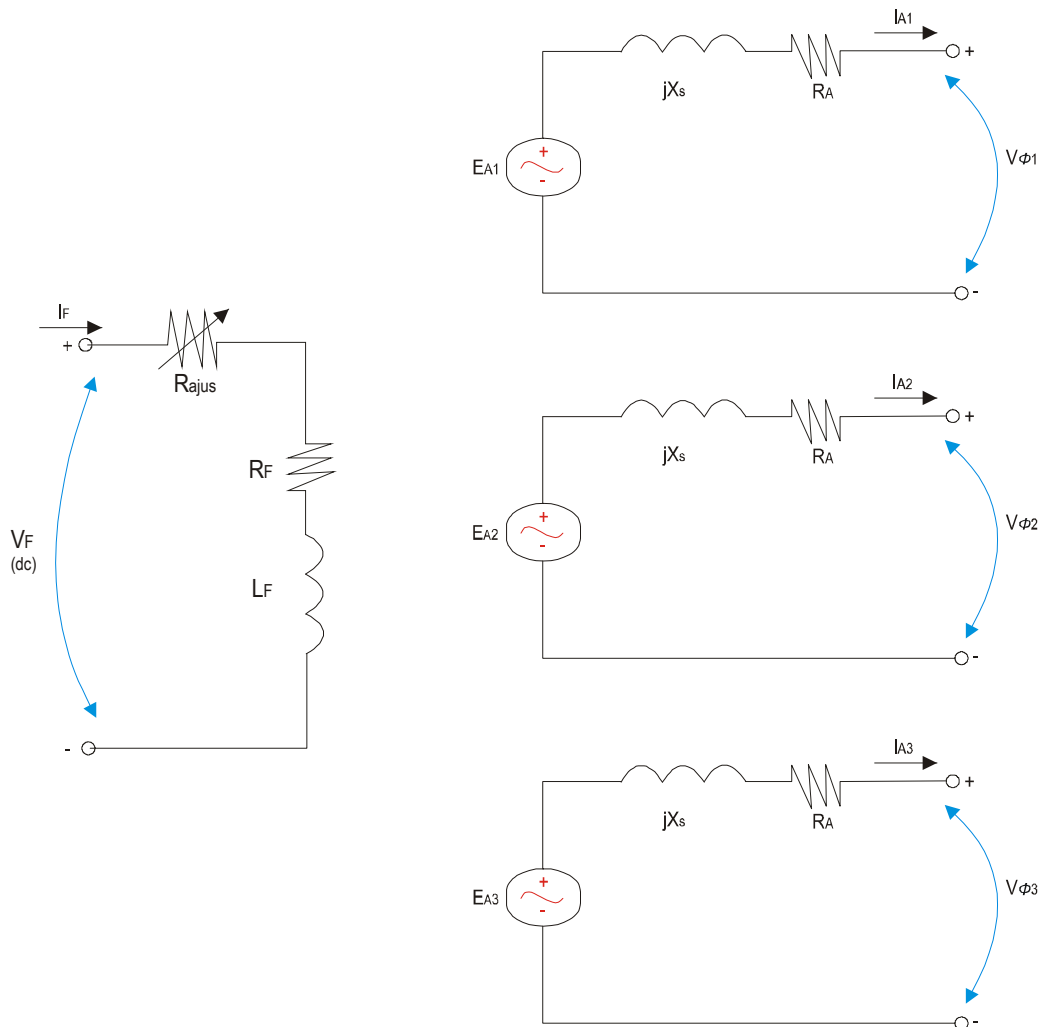 IA1
+
jXs
RA
+
-
EA1
VΦ1
-
IF
+
Rajus
RF
VF
(dc)
LF
-
IA2
+
jXs
RA
+
-
EA2
VΦ2
-
IA3
+
jXs
RA
+
-
EA3
VΦ3
-